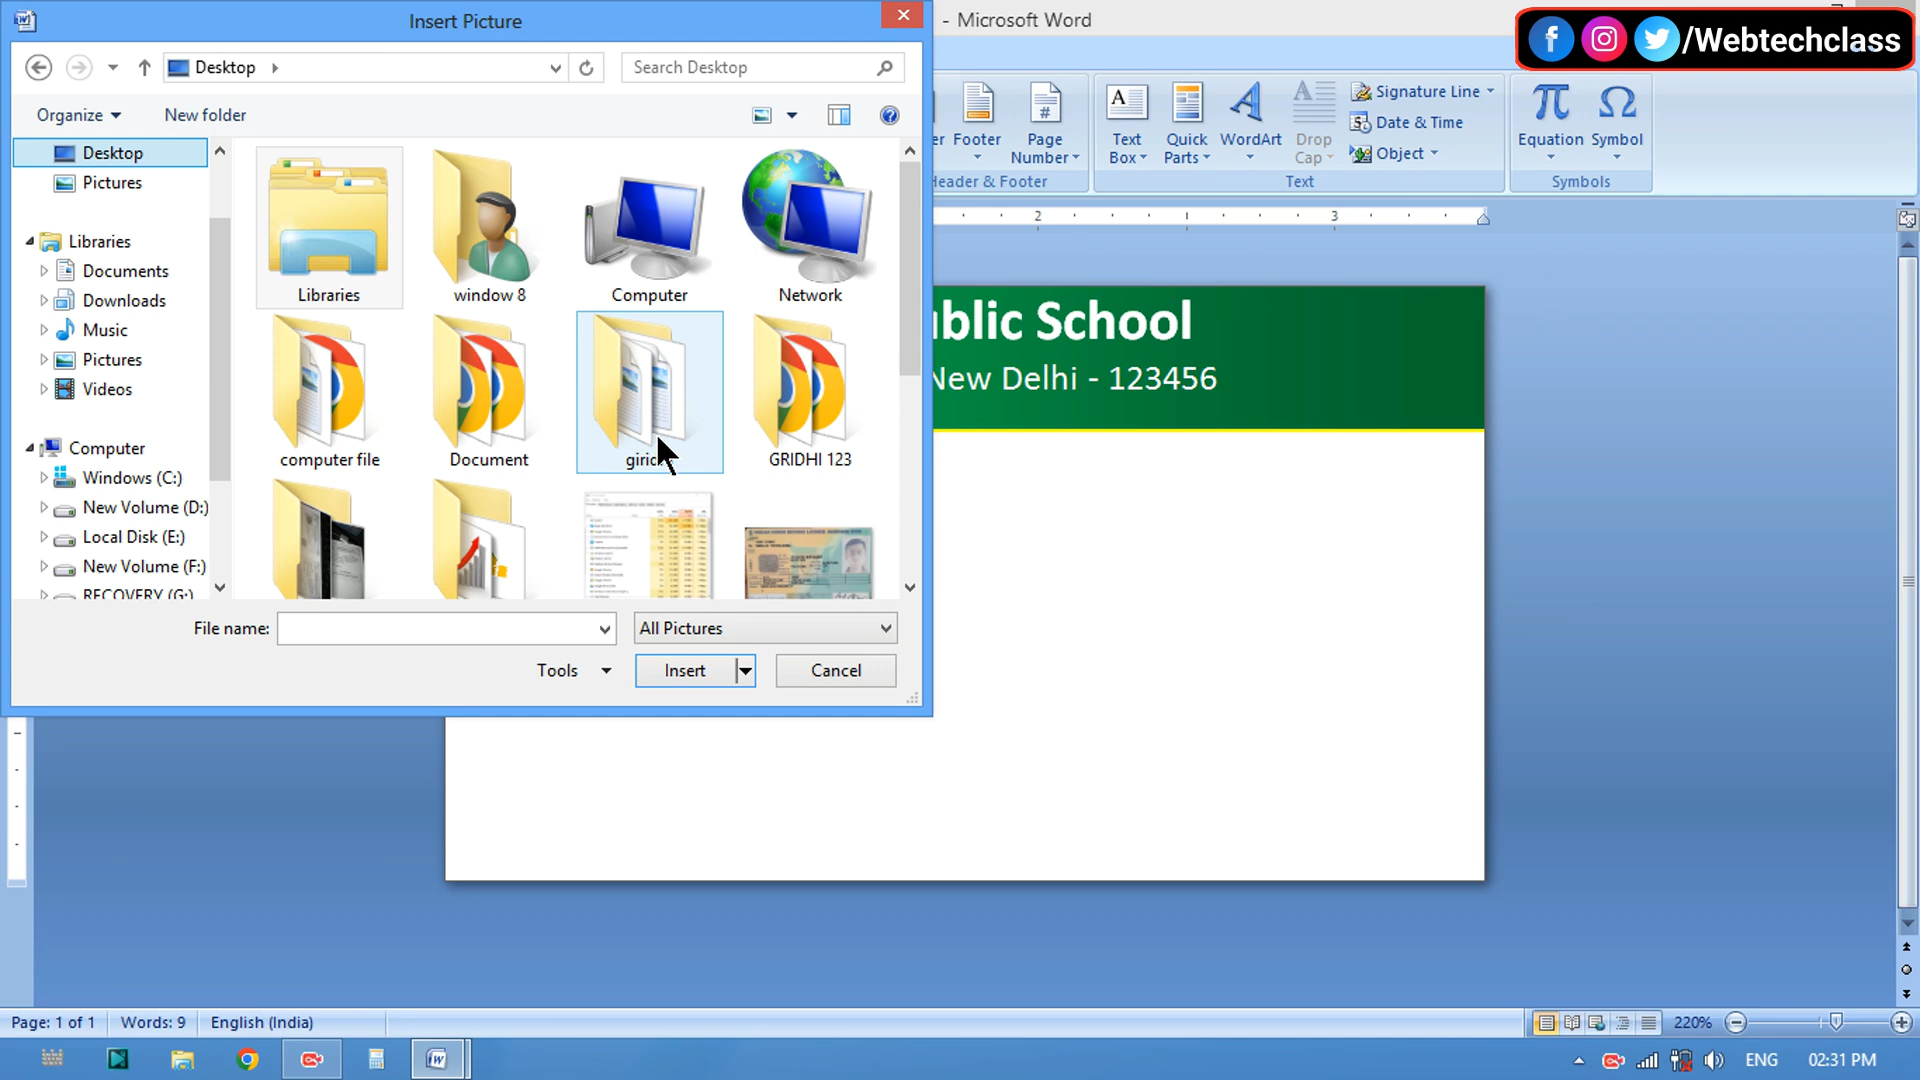 Insert Picture
- Microsoft Word
/Webtechclass
Desktop
Search Desktop
Organize
New folder
Desktop
Pictures
Libraries
Documents
Downloads
Music
Pictures
Videos
Computer
Windows (C:)
New Volume (D:)
Local Disk (E:)
New Volume (F:)
RECOVERY (G:)
Libraries
window 8
Computer
Network
computer file
Document
GRIDHI 123
File name:
All Pictures
Tools
Insert
Cancel
Footer
Page Number
Header & Footer
Text Box
Quick Parts
WordArt
Drop Cap
Signature Line
Date & Time
Object
Text
Equation
Symbol
Symbols
2
3
School
New Delhi - 123456
Page: 1 of 1
Words: 9
English (India)
220%
ENG
02:31 PM